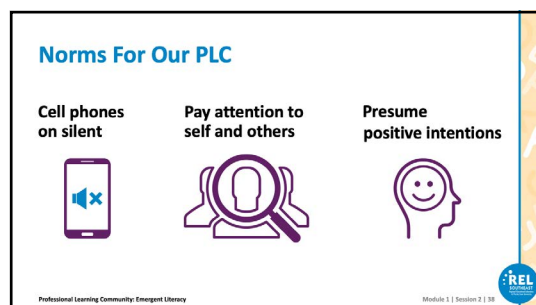 Norms For Our PLC
Cell phones
on silent
Pay attention to
self and others
Presume
positive intentions
Professional Learning Community: Emergent Literacy
Module 1 | Session 2 | 38
REL
SOUTHEAST